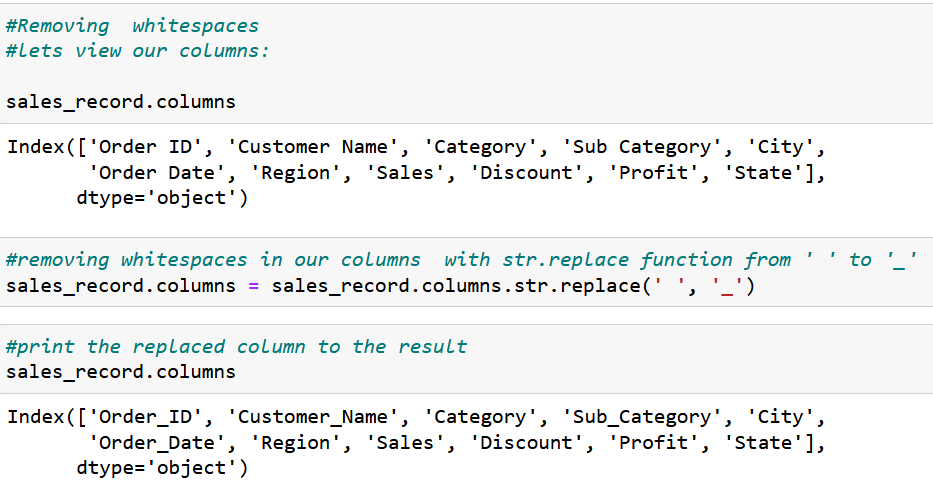 #Removing  whitespaces
#lets view our columns:
sales_record.columns
Index(['Order ID', 'Customer Name', 'Category', 'Sub Category', 'City',
       'Order Date', 'Region', 'Sales', 'Discount', 'Profit', 'State'],
      dtype='object')
#removing whitespaces in our columns  with str.replace function from ' ' to '_'
sales_record.columns = sales_record.columns.str.replace(' ', '_')
#print the replaced column to the result
sales_record.columns
Index(['Order_ID', 'Customer_Name', 'Category', 'Sub_Category', 'City',
       'Order_Date', 'Region', 'Sales', 'Discount', 'Profit', 'State'],
      dtype='object')